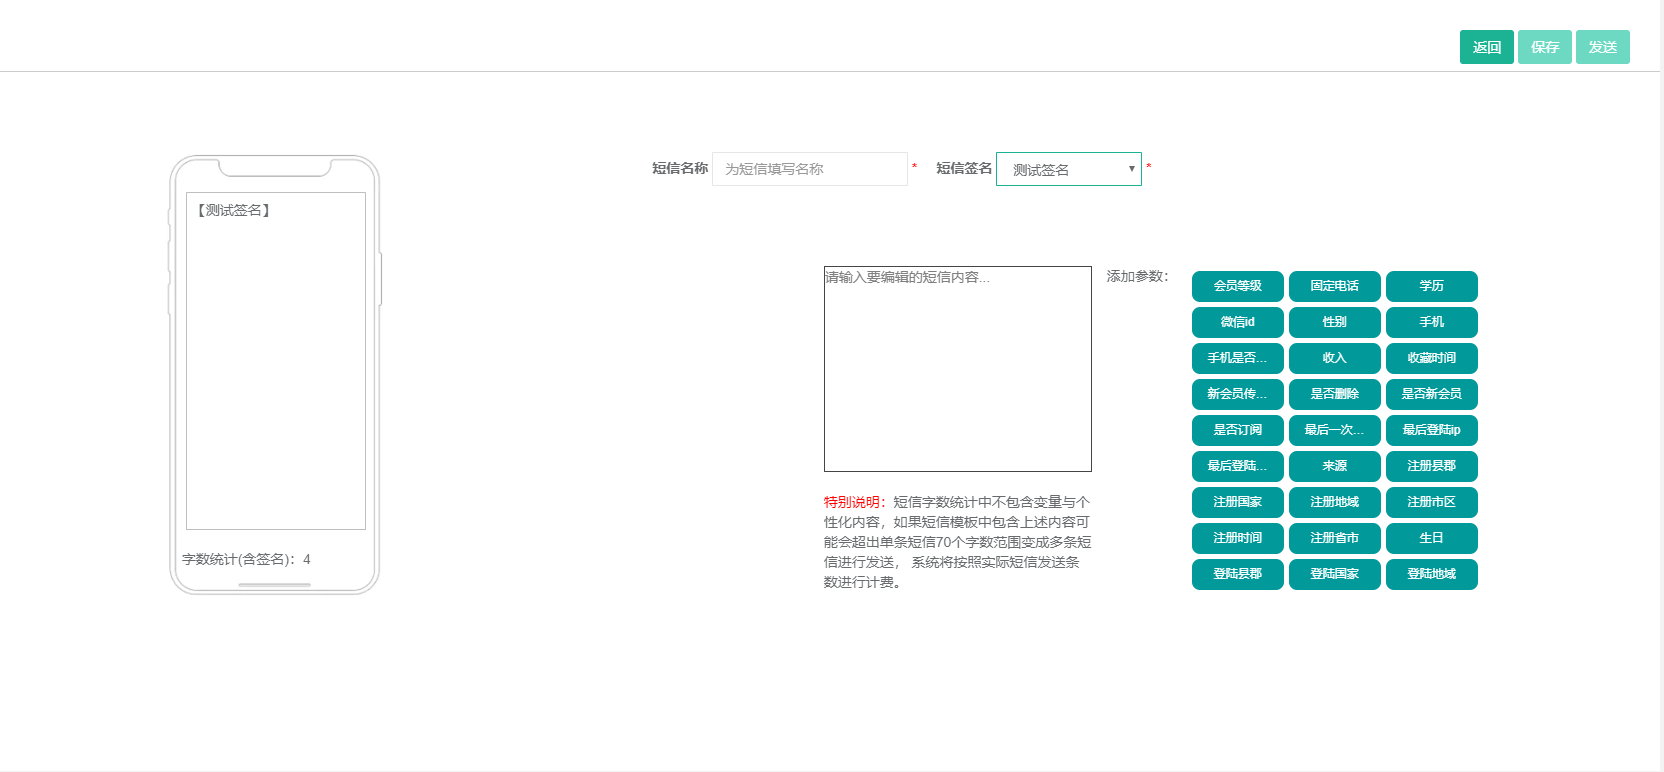 返回 保存 发送
短信名称 为短信填写名称 * 短信签名 测试签名 *
【测试签名】
字数统计(含签名)：4
请输入要编辑的短信内容...
特别说明：短信字数统计中不包含变量与个
性化内容，如果短信模板中包含上述内容可
能会超出单条短信70个字数范围变成多条短
信进行发送， 系统将按照实际短信发送条
数进行计费。
添加参数：
会员等级 固定电话 学历
微信id 性别 手机
手机是否... 收入 收藏时间
新会员传... 是否删除 是否新会员
是否订阅 最后一次... 最后登陆ip
最后登陆... 来源 注册县郡
注册国家 注册地域 注册市区
注册时间 注册省市 生日
登陆县郡 登陆国家 登陆地域